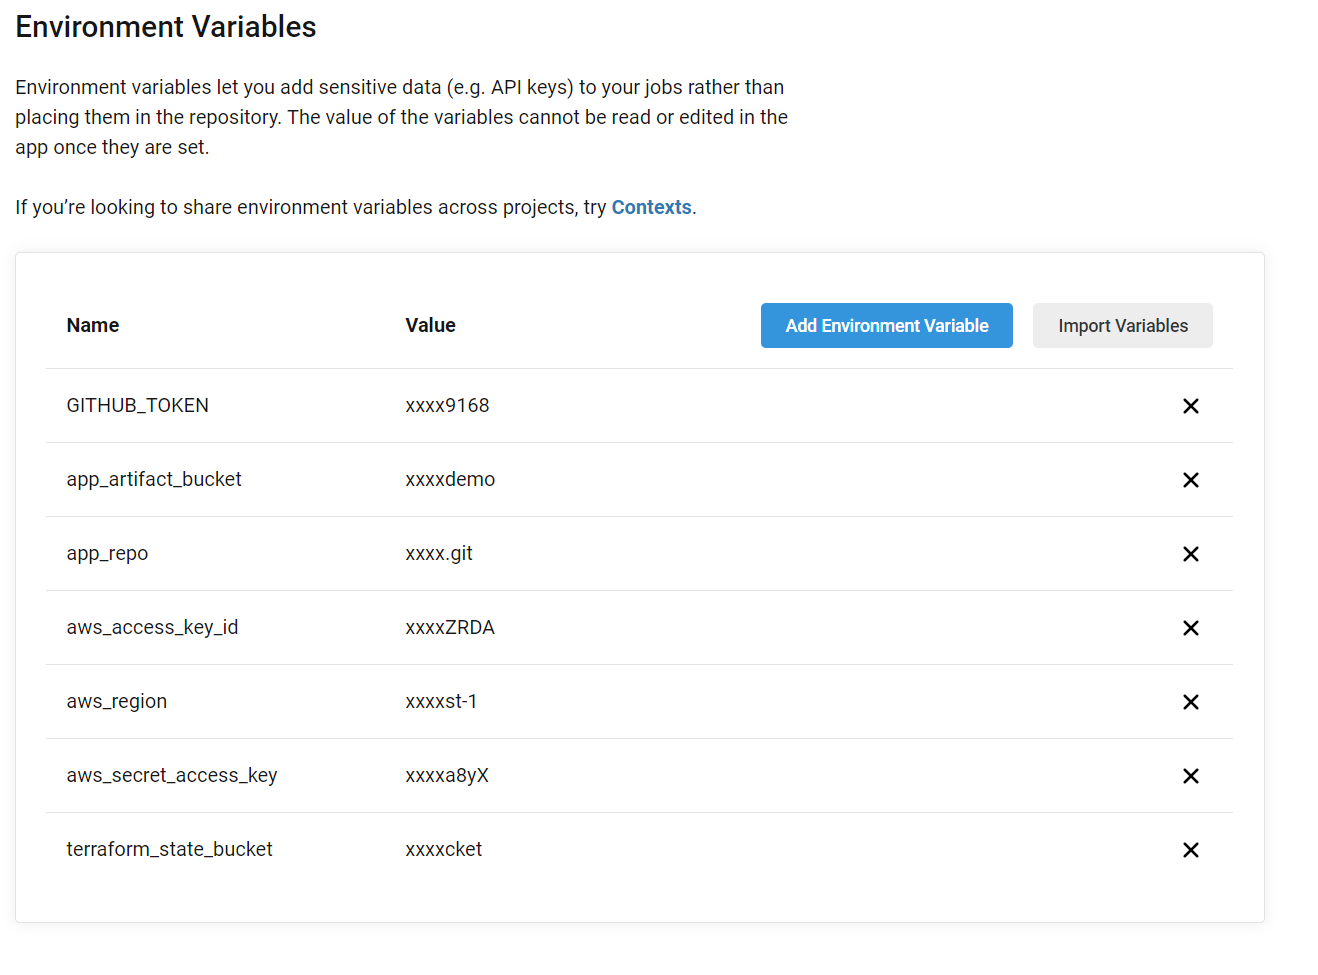 Environment Variables
Environment variables let you add sensitive data (e.g. API keys) to your jobs rather than
placing them in the repository. The value of the variables cannot be read or edited in the
app once they are set.
If you’re looking to share environment variables across projects, try Contexts.
Name Value Add Environment Variable Import Variables
GITHUB_TOKEN xxxx9168
app_artifact_bucket xxxxdemo
app_repo xxxx.git
aws_access_key_id xxxxZRDA
aws_region xxxxst-1
aws_secret_access_key xxxxa8yX
terraform_state_bucket xxxxcket